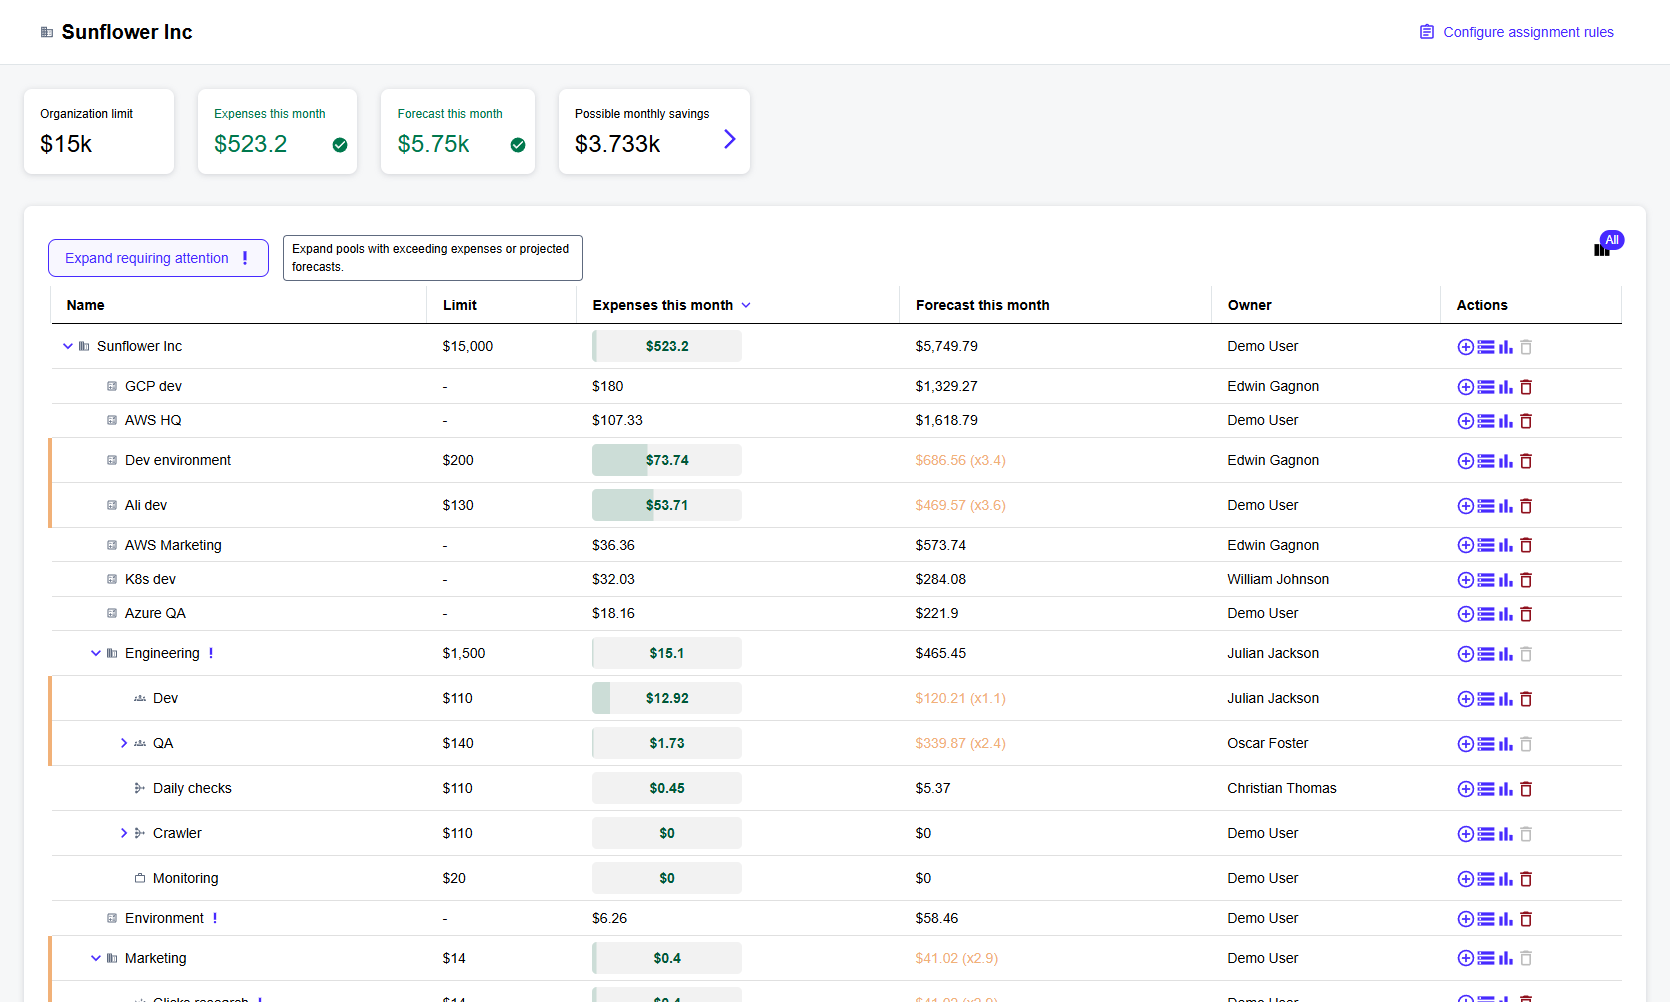 Sunflower Inc
Configure assignment rules
Organization limit
$15k
Expenses this month
$523.2
Forecast this month
$5.75k
Possible monthly savings
$3.733k
Expand requiring attention !
Expand pools with exceeding expenses or projected
forecasts.
All
Name Limit Expenses this month Forecast this month Owner Actions
Sunflower Inc $15,000 $523.2 $5,749.79 Demo User
GCP dev - $180 $1,329.27 Edwin Gagnon
AWS HQ - $107.33 $1,618.79 Demo User
Dev environment $200 $73.74 $686.56 (x3.4) Edwin Gagnon
Ali dev $130 $53.71 $469.57 (x3.6) Demo User
AWS Marketing - $36.36 $573.74 Edwin Gagnon
K8s dev - $32.03 $284.08 William Johnson
Azure QA - $18.16 $221.9 Demo User
Engineering ! $1,500 $15.1 $465.45 Julian Jackson
Dev $110 $12.92 $120.21 (x1.1) Julian Jackson
QA $140 $1.73 $339.87 (x2.4) Oscar Foster
Daily checks $110 $0.45 $5.37 Christian Thomas
Crawler $110 $0 $0 Demo User
Monitoring $20 $0 $0 Demo User
Environment ! - $6.26 $58.46 Demo User
Marketing $14 $0.4 $41.02 (x2.9) Demo User
Clicks research ! $14 $0.4 $41.02 (x2.9) Demo User